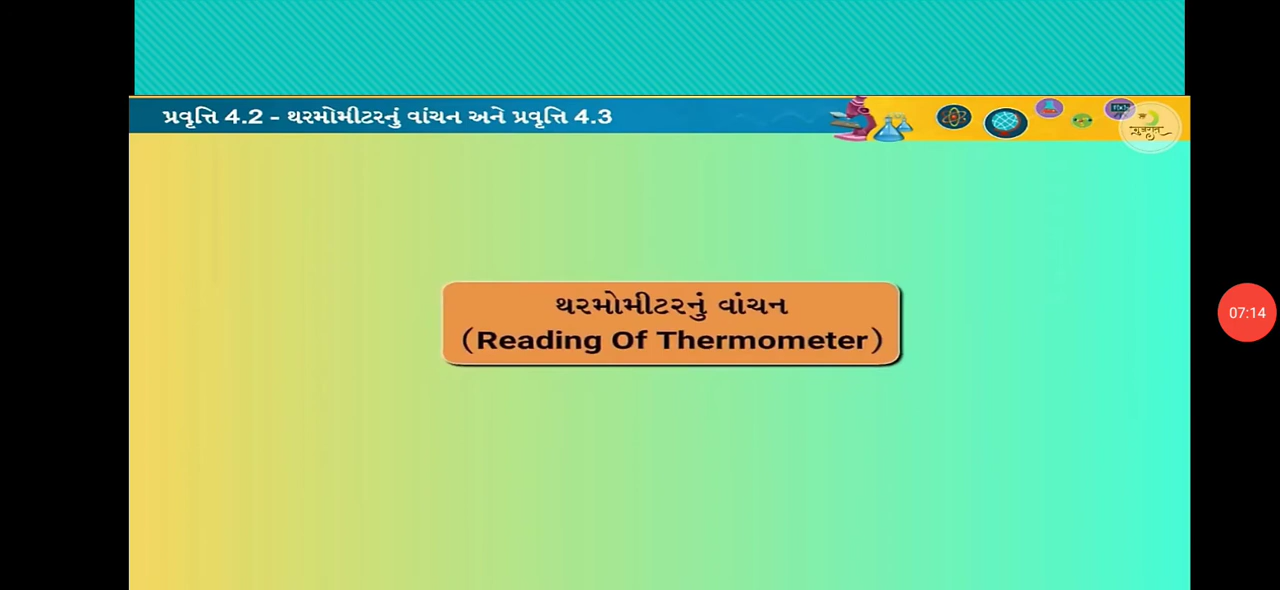 પ્રવૃત્તિ 4.2 - થરમોમીટરનું વાંચન અને પ્રવૃત્તિ 4.3
થરમોમીટરનું વાંચન
(Reading Of Thermometer)
07:14